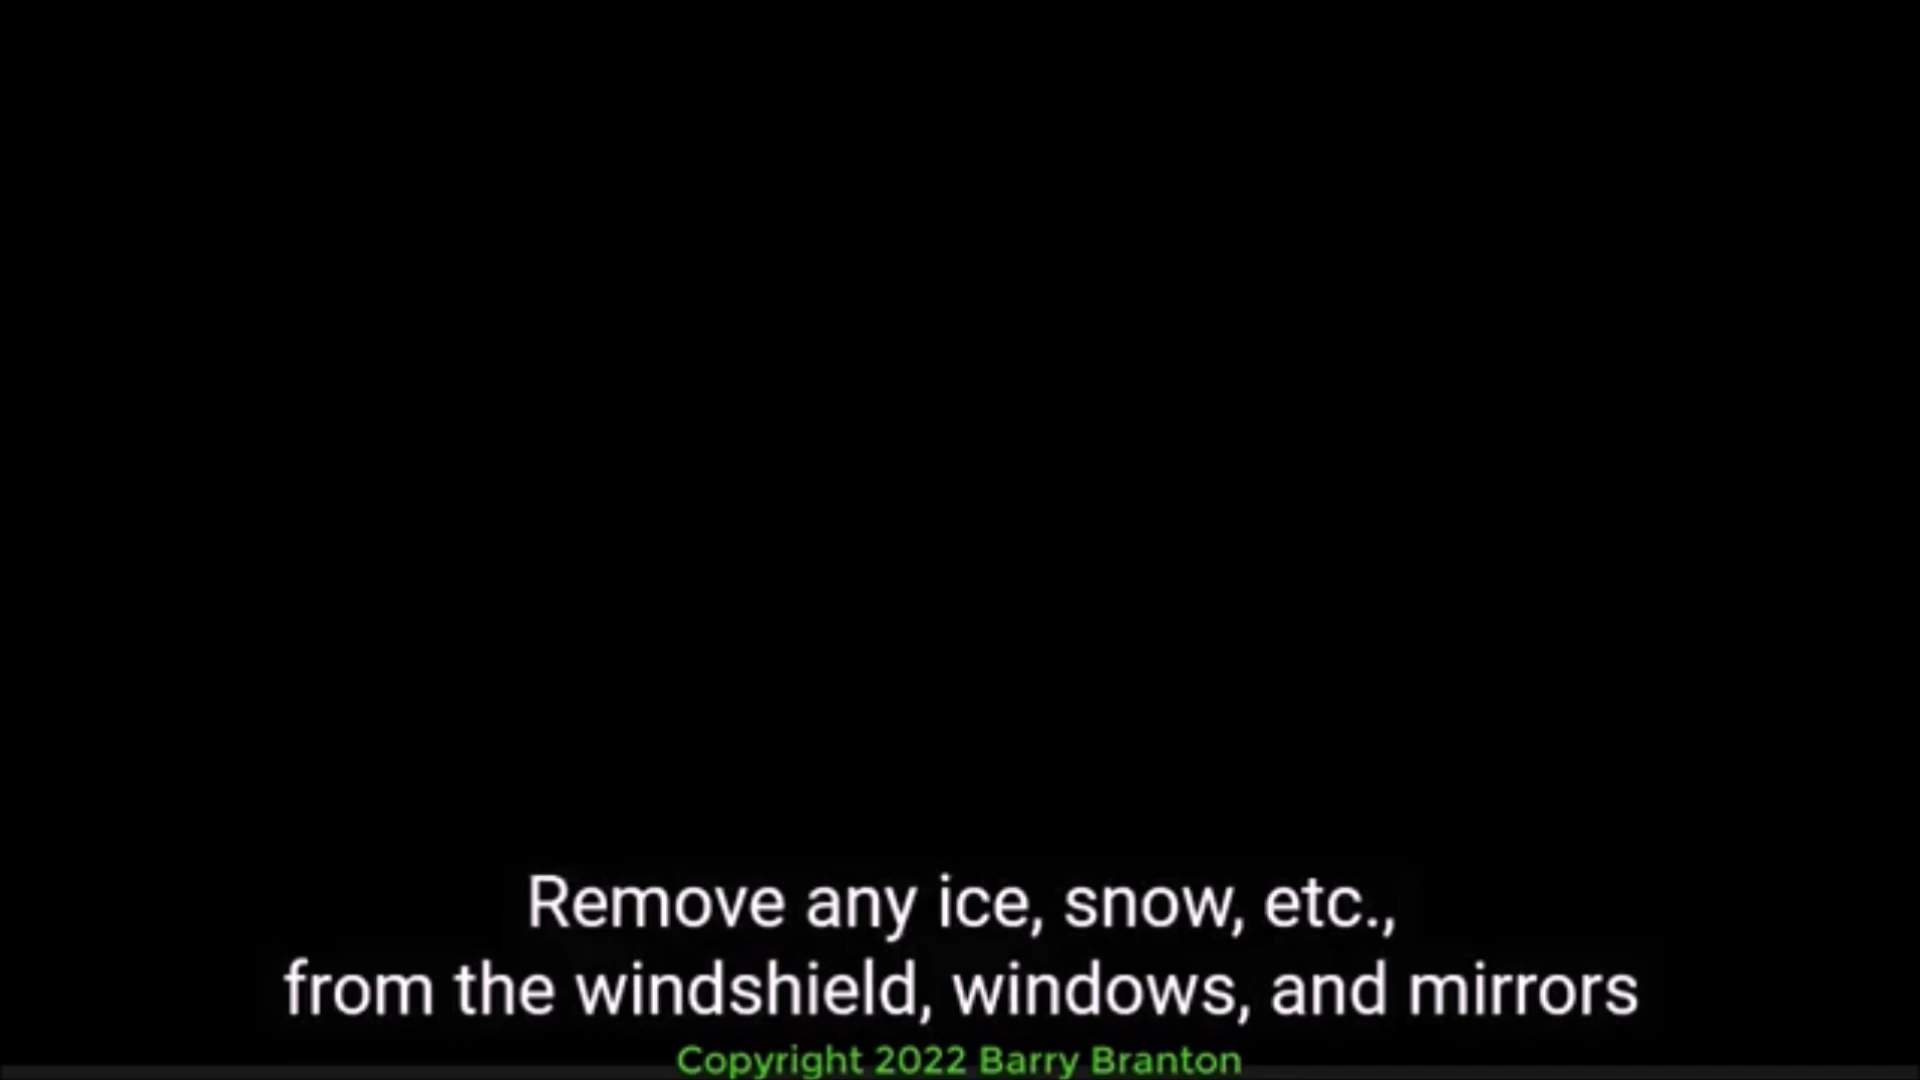 Remove any ice, snow, etc.,
from the windshield, windows, and mirrors
Copyright 2022 Barry Branton